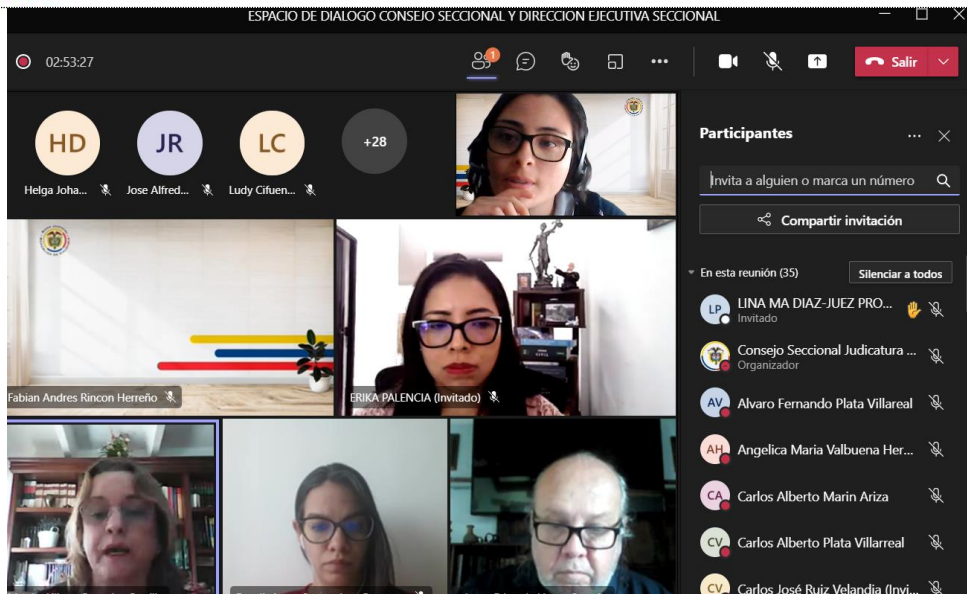 ESPACIO DE DIALOGO CONSEJO SECCIONAL Y DIRECCION EJECUTIVA SECCIONAL
02:53:27
1
Salir
HD
JR
LC
+28
Helga Joha...
Jose Alfred...
Ludy Cifuen...
Fabian Andres Rincon Herreño
ERIKA PALENCIA (Invitado)
Participantes
Invita a alguien o marca un número
Compartir invitación
En esta reunión (35)
Silenciar a todos
LP
LINA MA DIAZ-JUEZ PRO...
Invitado
Consejo Seccional Judicatura ...
Organizador
AV
Alvaro Fernando Plata Villareal
AH
Angelica Maria Valbuena Her...
CA
Carlos Alberto Marin Ariza
CV
Carlos Alberto Plata Villarreal
CV
Carlos José Ruiz Velandia (Invi...